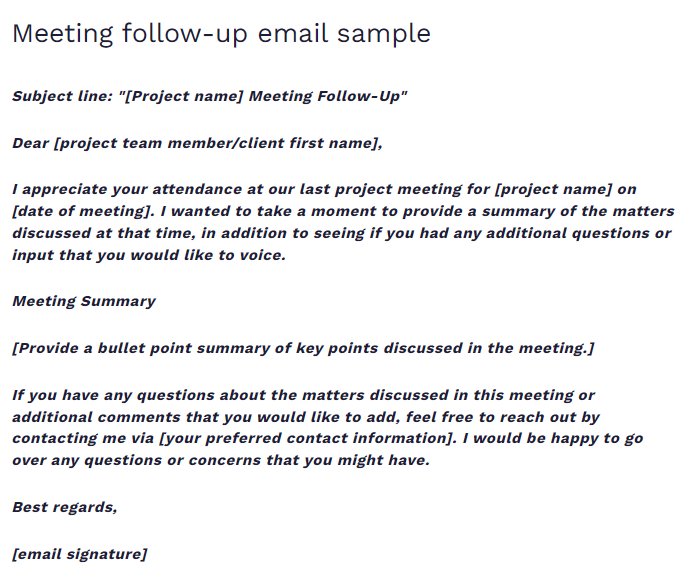 Meeting follow-up email sample
Subject line: "[Project name] Meeting Follow-Up"
Dear [project team member/client first name],
I appreciate your attendance at our last project meeting for [project name] on
[date of meeting]. I wanted to take a moment to provide a summary of the matters
discussed at that time, in addition to seeing if you had any additional questions or
input that you would like to voice.
Meeting Summary
[Provide a bullet point summary of key points discussed in the meeting.]
If you have any questions about the matters discussed in this meeting or
additional comments that you would like to add, feel free to reach out by
contacting me via [your preferred contact information]. I would be happy to go
over any questions or concerns that you might have.
Best regards,
[email signature]